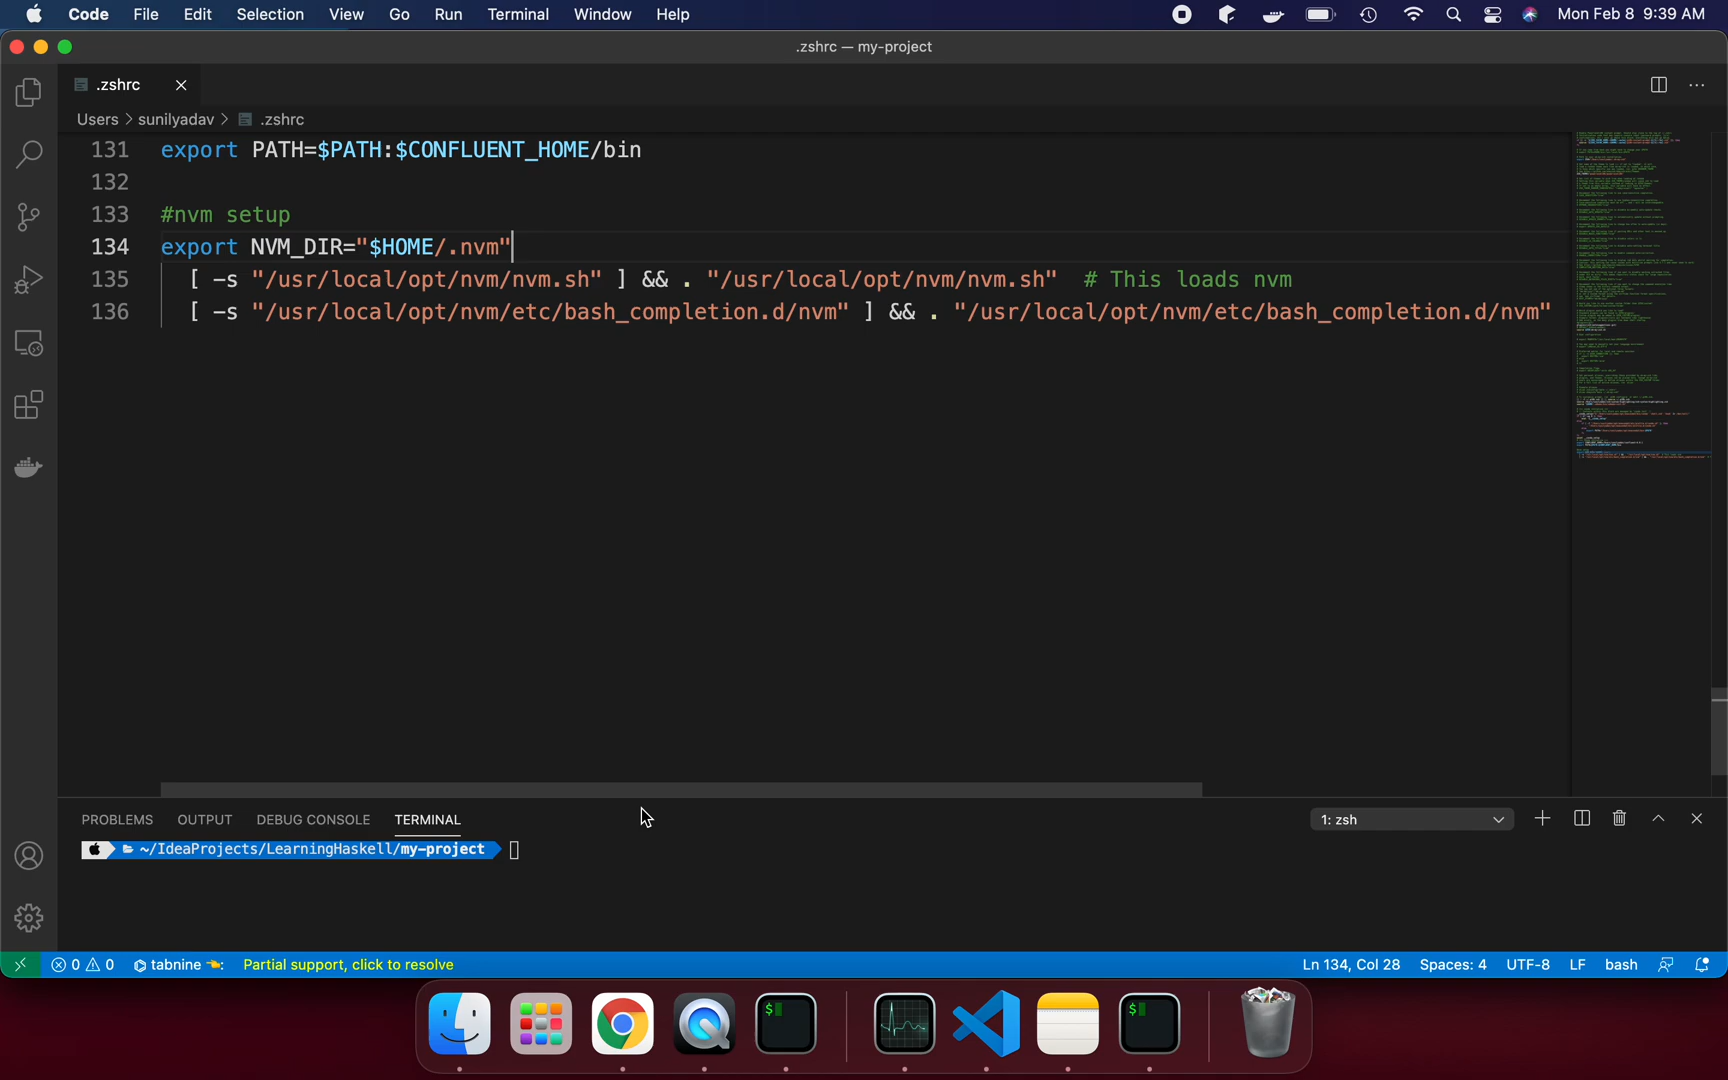 Code File Edit Selection View Go Run Terminal Window Help Mon Feb 8 9:39 AM
.zshrc — my-project
.zshrc
Users > sunilyadav > .zshrc
131 export PATH=$PATH:$CONFLUENT_HOME/bin
132
133 #nvm setup
134 export NVM_DIR="$HOME/.nvm"
135 [ -s "/usr/local/opt/nvm/nvm.sh" ] && . "/usr/local/opt/nvm/nvm.sh" # This loads nvm
136 [ -s "/usr/local/opt/nvm/etc/bash_completion.d/nvm" ] && . "/usr/local/opt/nvm/etc/bash_completion.d/nvm"
PROBLEMS OUTPUT DEBUG CONSOLE TERMINAL 1: zsh
~/IdeaProjects/LearningHaskell/my-project
0 0 tabnine Partial support, click to resolve Ln 134, Col 28 Spaces: 4 UTF-8 LF bash
$ $